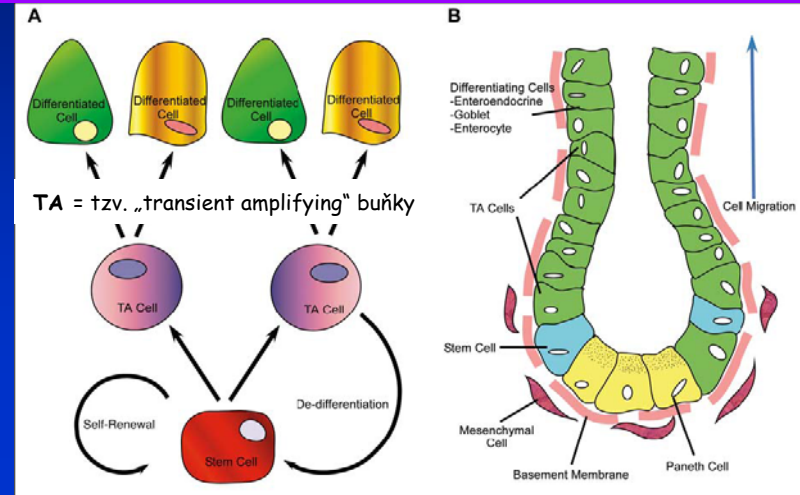 A
Differentiated
Cell
Differentiated
Cell
Differentiated
Cell
Differentiated
Cell
TA = tzv. „transient amplifying“ buňky
TA Cell
TA Cell
Self-Renewal
De-differentiation
Stem Cell
B
Differentiating Cells
-Enteroendocrine
-Goblet
-Enterocyte
TA Cells
Cell Migration
Stem Cell
Mesenchymal
Cell
Basement Membrane
Paneth Cell